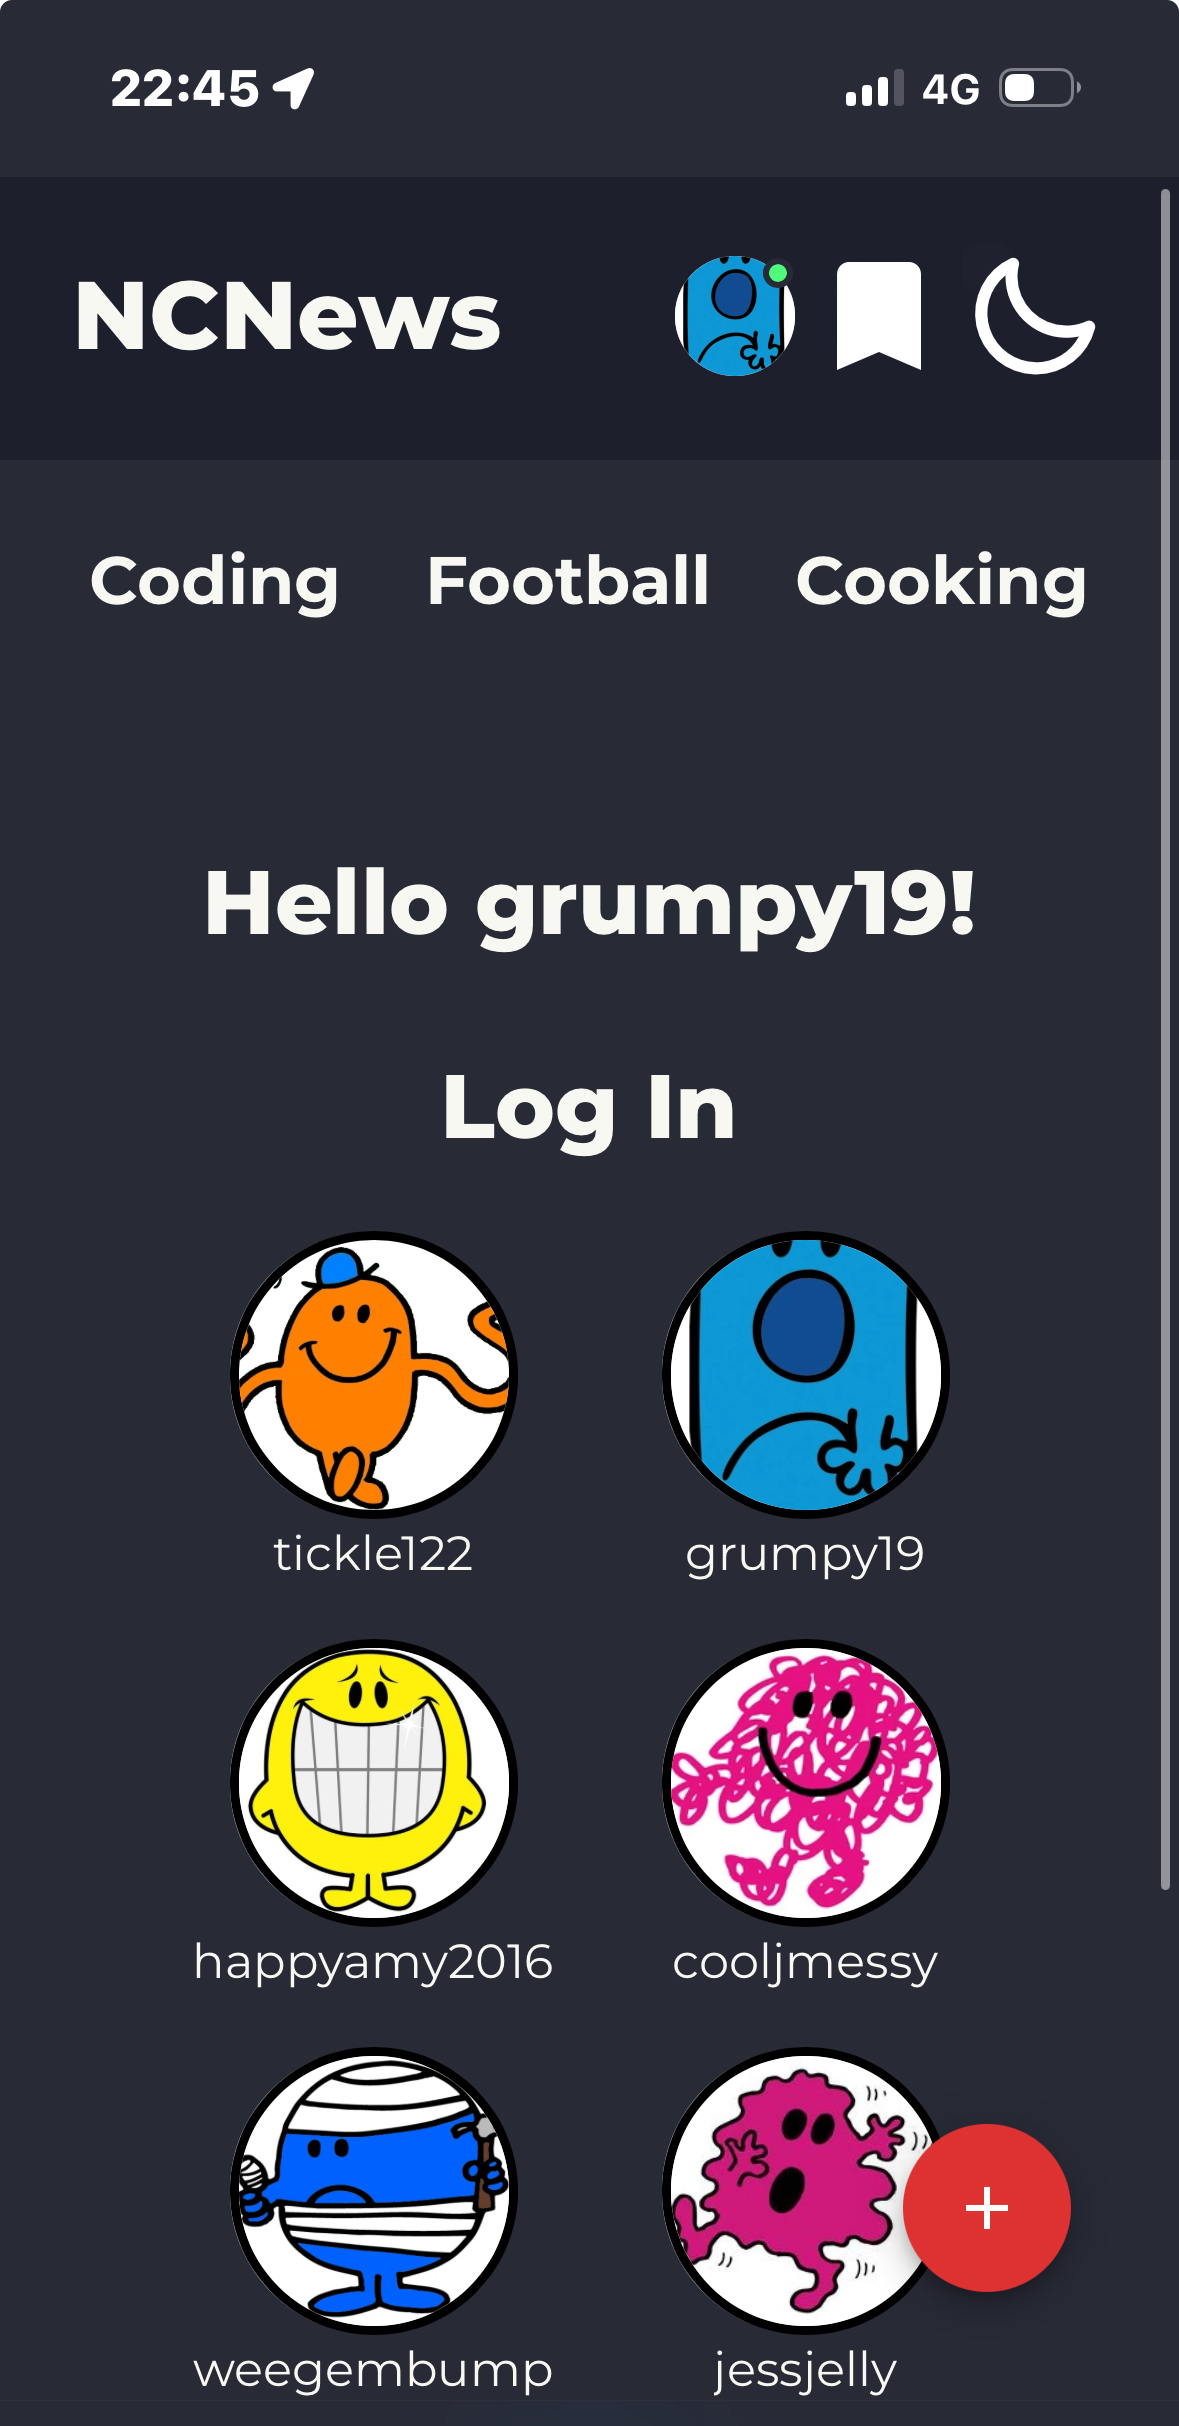 22:45 4G
NCNews
Coding Football Cooking
Hello grumpy19!
Log In
tickle122 grumpy19
happyamy2016 cooljmessy
weegembump jessjelly